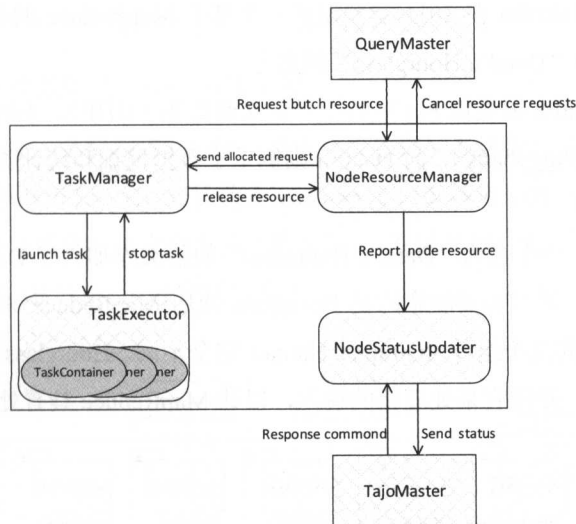 QueryMaster
Request butch resource
Cancel resource requests
TaskManager
send allocated request
release resource
NodeResourceManager
launch task
stop task
Report node resource
TaskExecutor
TaskContainer
ner
ner
NodeStatusUpdater
Response commond
Send status
TajoMaster